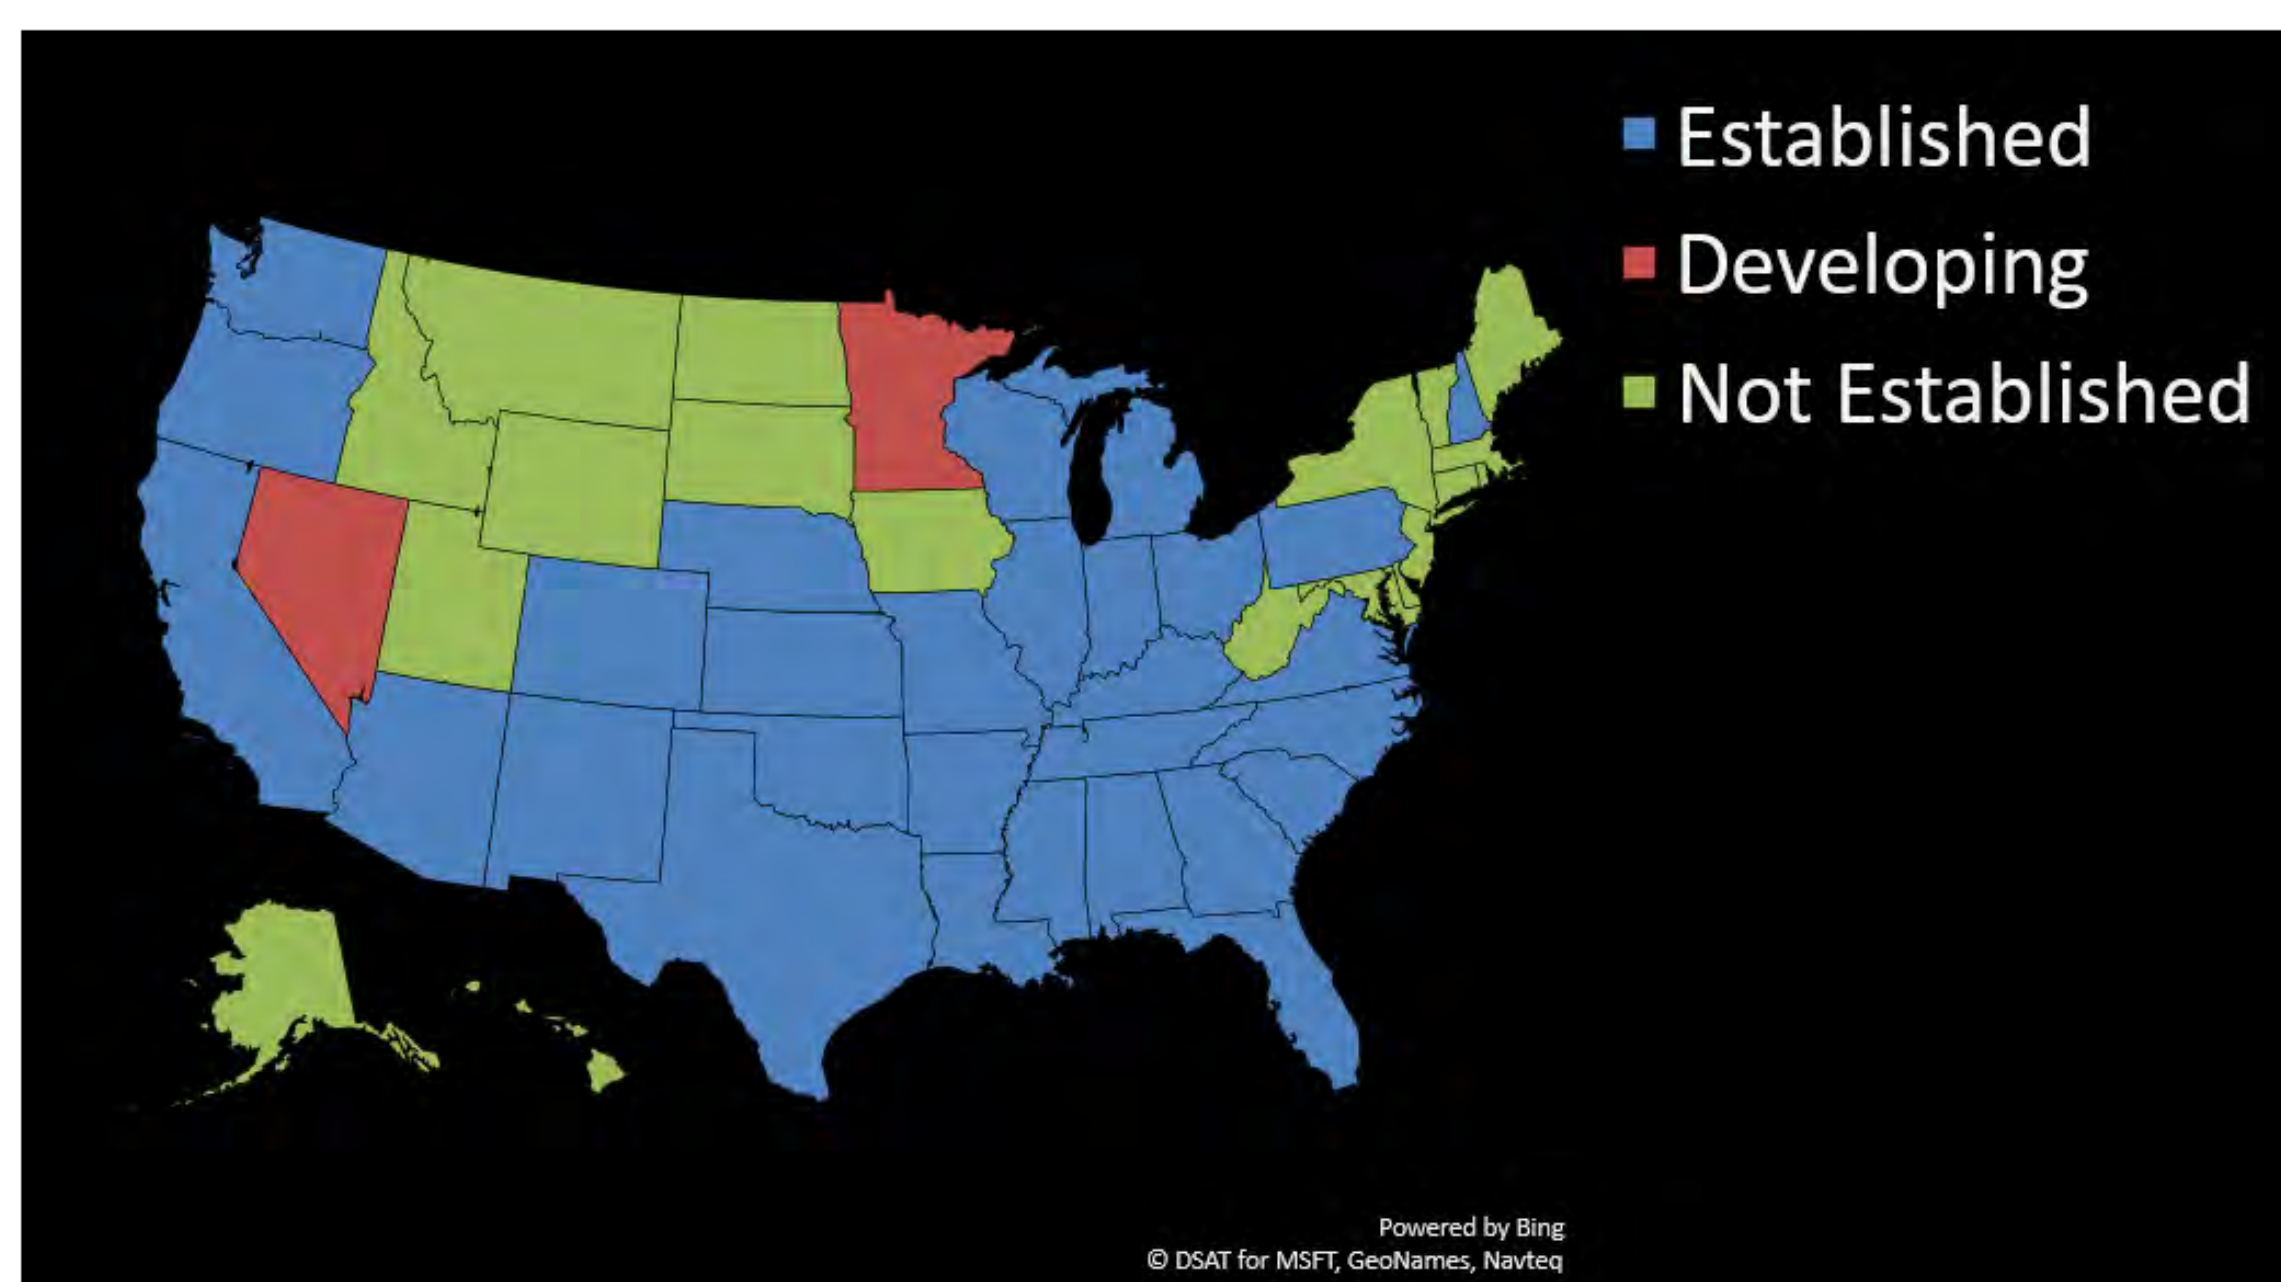 Established
Developing
Not Established
Powered by Bing
© DSAT for MSFT, GeoNames, Navteq